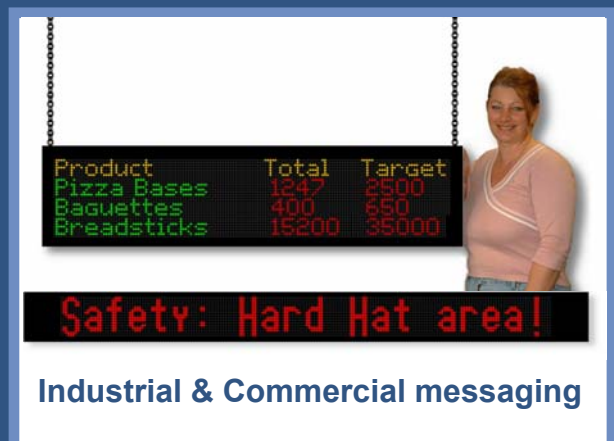 Product Total Target
Pizza Bases 1247 2500
Baguettes 400 650
Breadsticks 15200 35000
Safety: Hard Hat area!
Industrial & Commercial messaging